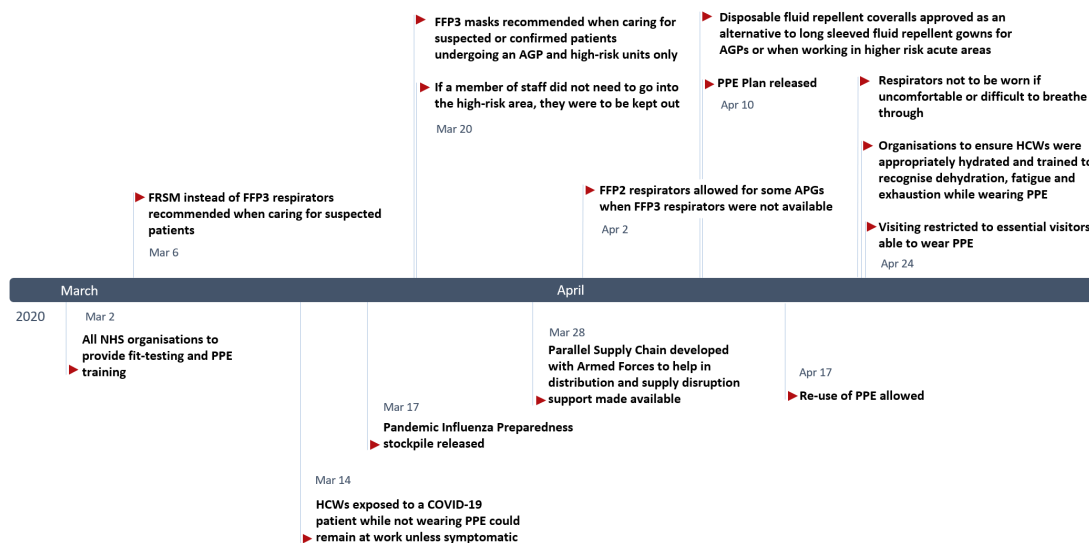 FFP3 masks recommended when caring for
suspected or confirmed patients
undergoing an AGP and high-risk units only
If a member of staff did not need to go into
the high-risk area, they were to be kept out
Mar 20
Disposable fluid repellent coveralls approved as an
alternative to long sleeved fluid repellent gowns for
AGPs or when working in higher risk acute areas
PPE Plan released
Apr 10
Respirators not to be worn if
uncomfortable or difficult to breathe
through
Organisations to ensure HCWs were
appropriately hydrated and trained to
recognise dehydration, fatigue and
exhaustion while wearing PPE
Visiting restricted to essential visitors
able to wear PPE
Apr 24
FRSM instead of FFP3 respirators
recommended when caring for suspected
patients
Mar 6
FFP2 respirators allowed for some APGs
when FFP3 respirators were not available
Apr 2
March
April
2020
Mar 2
All NHS organisations to
provide fit-testing and PPE
training
Mar 28
Parallel Supply Chain developed
with Armed Forces to help in
distribution and supply disruption
support made available
Apr 17
Re-use of PPE allowed
Mar 17
Pandemic Influenza Preparedness
stockpile released
Mar 14
HCWs exposed to a COVID-19
patient while not wearing PPE could
remain at work unless symptomatic